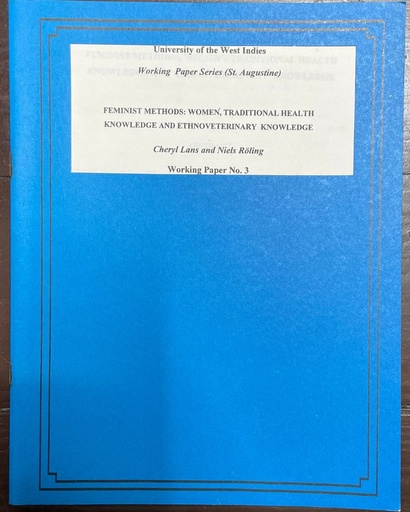 University of the West Indies
Working Paper Series (St. Augustine)
FEMINIST METHODS: WOMEN, TRADITIONAL HEALTH
KNOWLEDGE AND ETHNOVETERINARY KNOWLEDGE
Cheryl Lans and Niels Röling
Working Paper No. 3